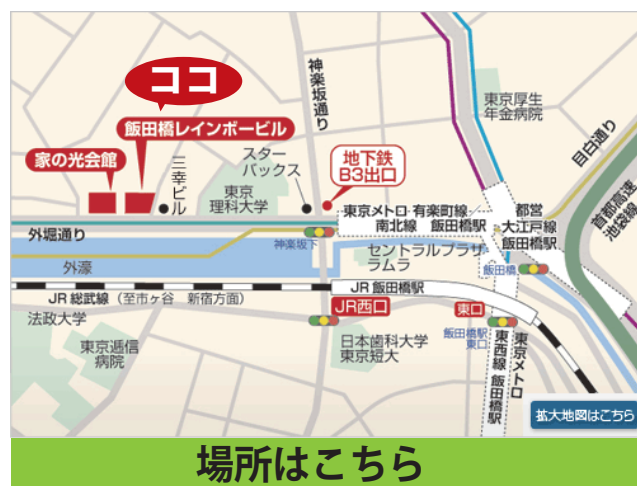 ココ
飯田橋レインボービル
家の光会館
三幸ビル
神楽坂通り
スター
バックス
東京
理科大学
地下鉄
B3出口
東京厚生
年金病院
目白通り
首都高速
池袋線
東京メトロ 有楽町線
南北線 飯田橋駅
都営
大江戸線
飯田橋駅
外堀通り
神楽坂下
セントラルプラザ
ラムラ
飯田橋
外濠
JR 飯田橋駅
JR 総武線（至市ヶ谷 新宿方面）
JR西口
東口
法政大学
東京逓信
病院
日本歯科大学
東京短大
飯田橋駅
東口
東京メトロ
東西線 飯田橋駅
拡大地図はこちら
場所はこちら